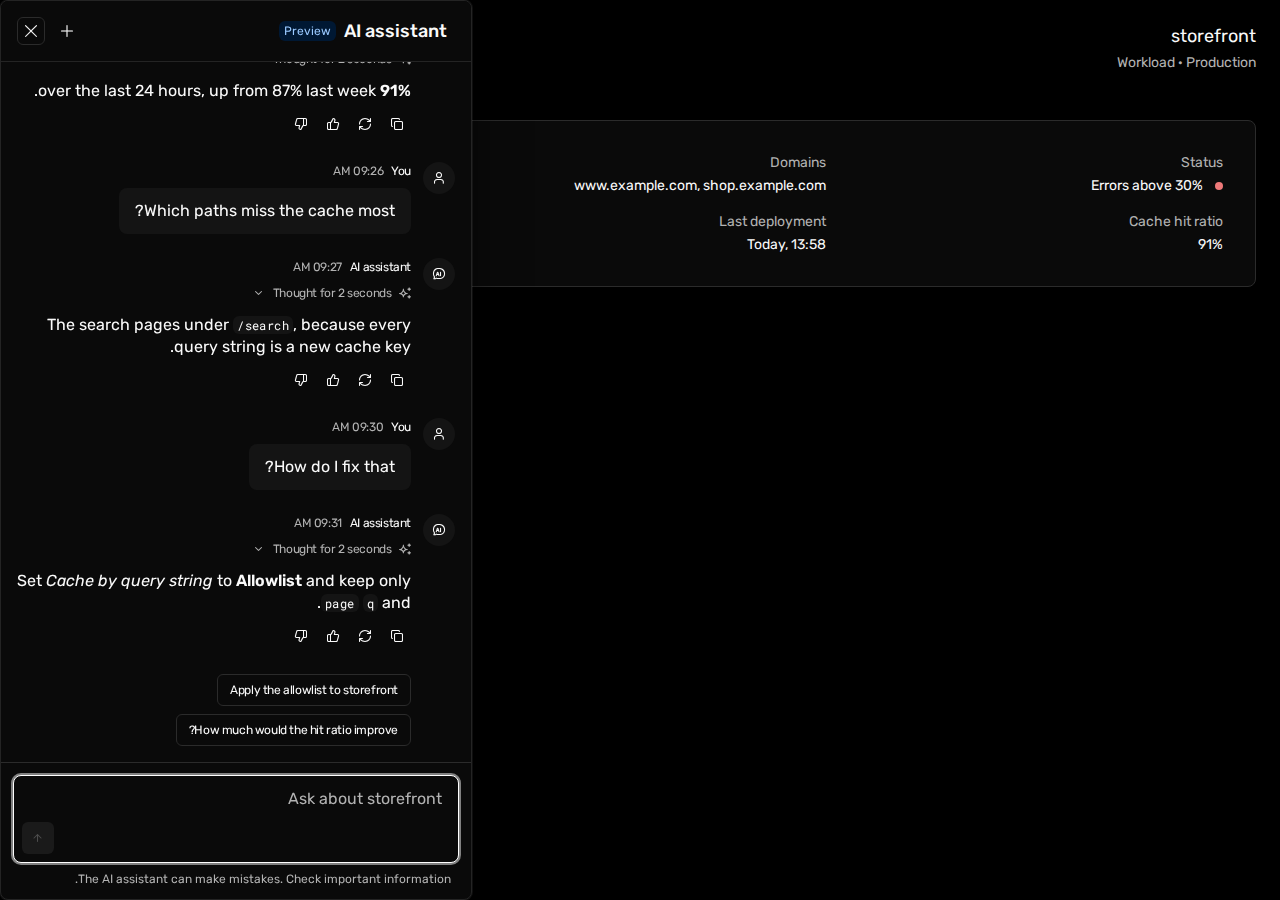 AI assistant
Preview
Thought for 2 seconds
91% over the last 24 hours, up from 87% last week.
You 09:26 AM
Which paths miss the cache most?
AI assistant 09:27 AM
Thought for 2 seconds
The search pages under /search, because every
query string is a new cache key.
You 09:30 AM
How do I fix that?
AI assistant 09:31 AM
Thought for 2 seconds
Set Cache by query string to Allowlist and keep only
q and page.
Apply the allowlist to storefront
How much would the hit ratio improve?
Ask about storefront
The AI assistant can make mistakes. Check important information.
storefront
Workload • Production
Status
Errors above 30%
Domains
www.example.com, shop.example.com
Cache hit ratio
91%
Last deployment
Today, 13:58